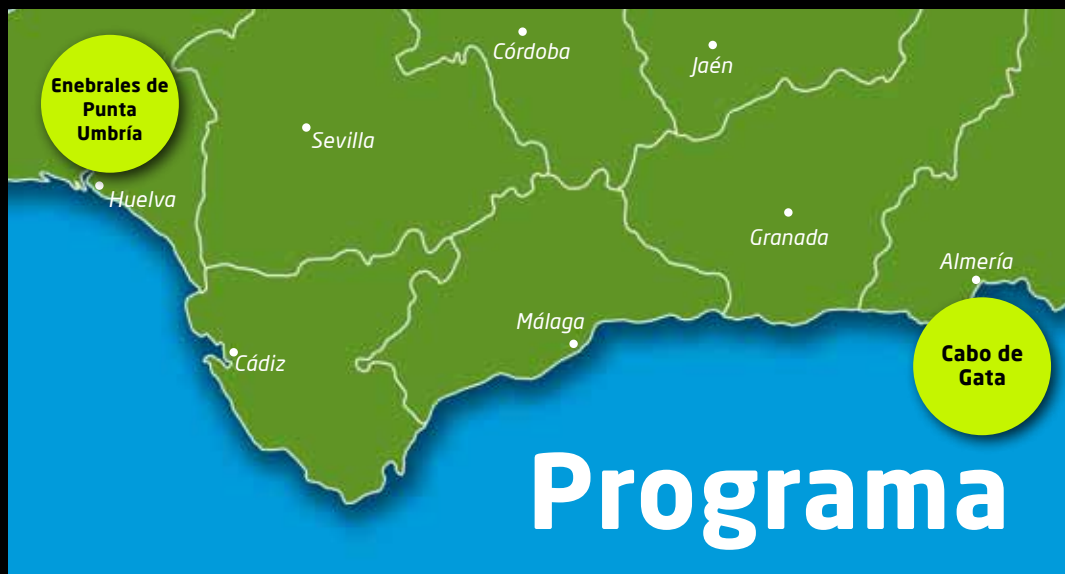 Enebrales de
Punta
Umbría
Córdoba
Jaén
Sevilla
Huelva
Granada
Almería
Málaga
Cádiz
Cabo de
Gata
Programa